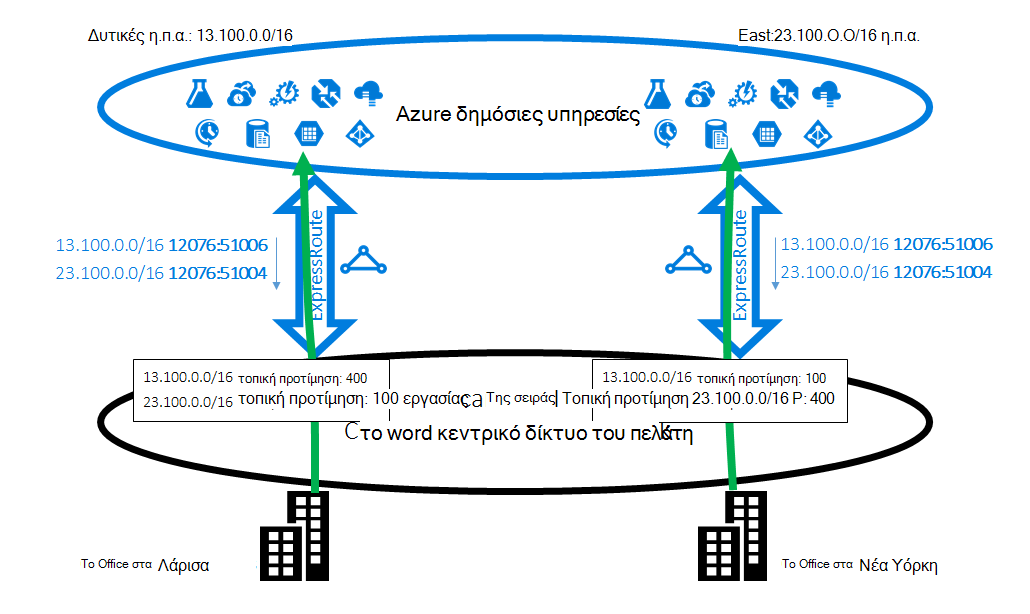 Δυτικές η.π.α.: 13.100.0.0/16
East:23.100.O.O/16 η.π.α.
Azure δημόσιες υπηρεσίες
ExpressRoute
ExpressRoute
13.100.0.0/16 12076:51006
23.100.0.0/16 12076:51004
13.100.0.0/16 12076:51006
23.100.0.0/16 12076:51004
13.100.0.0/16 τοπική προτίμηση: 400
23.100.0.0/16 τοπική προτίμηση: 100 εργασίας
Της σειράς
13.100.0.0/16 τοπική προτίμηση: 100
Τοπική προτίμηση 23.100.0.0/16 P: 400
το word κεντρικό δίκτυο του πελάτη
Το Office στα Λάρισα
Το Office στα Νέα Υόρκη